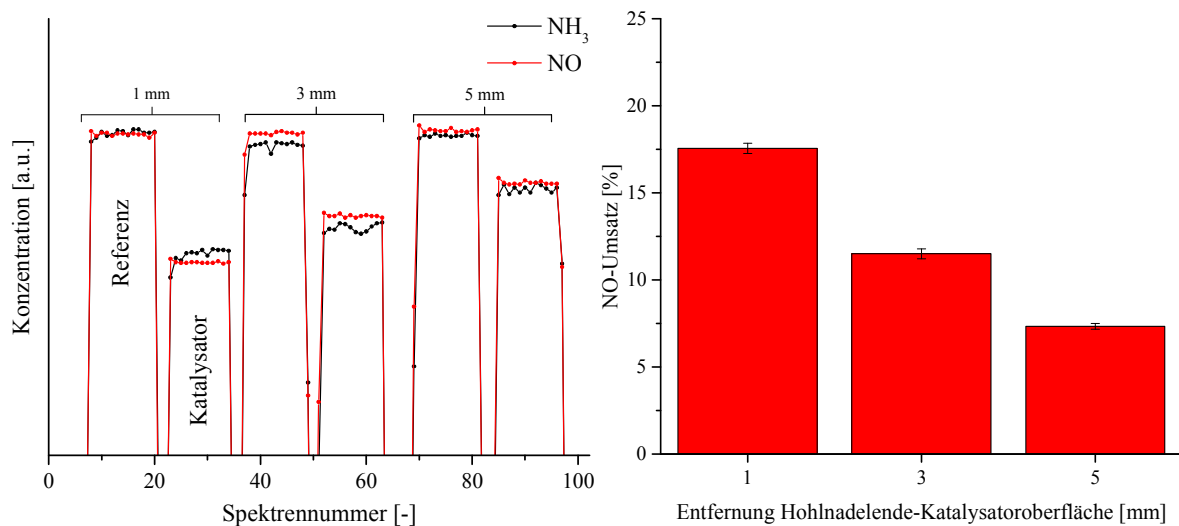 NH3
NO
1 mm
3 mm
5 mm
Referenz
Katalysator
Konzentration [a.u.]
0 20 40 60 80 100
Spektrennummer [-]
25
20
15
10
5
0
NO-Umsatz [%]
1 3 5
Entfernung Hohlnadelende-Katalysatoroberfläche [mm]